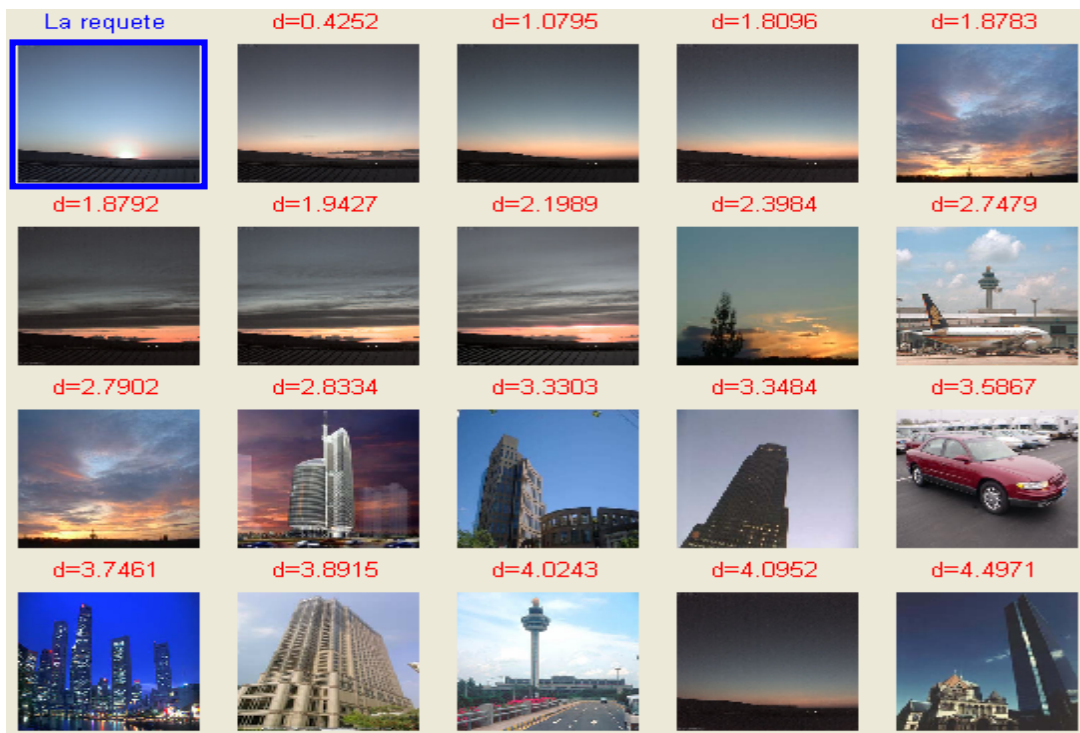 La requete d=0.4252 d=1.0795 d=1.8096 d=1.8783
d=1.8792 d=1.9427 d=2.1989 d=2.3984 d=2.7479
d=2.7902 d=2.8334 d=3.3303 d=3.3484 d=3.5867
d=3.7461 d=3.8915 d=4.0243 d=4.0952 d=4.4971